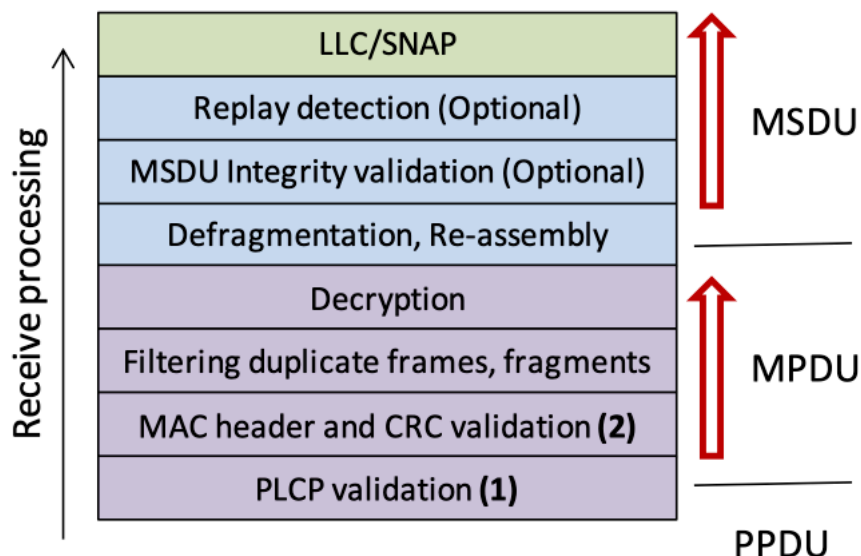 LLC/SNAP
Replay detection (Optional)
MSDU Integrity validation (Optional)
Defragmentation, Re-assembly
Decryption
Filtering duplicate frames, fragments
MAC header and CRC validation (2)
PLCP validation (1)
Receive processing
MSDU
MPDU
PPDU